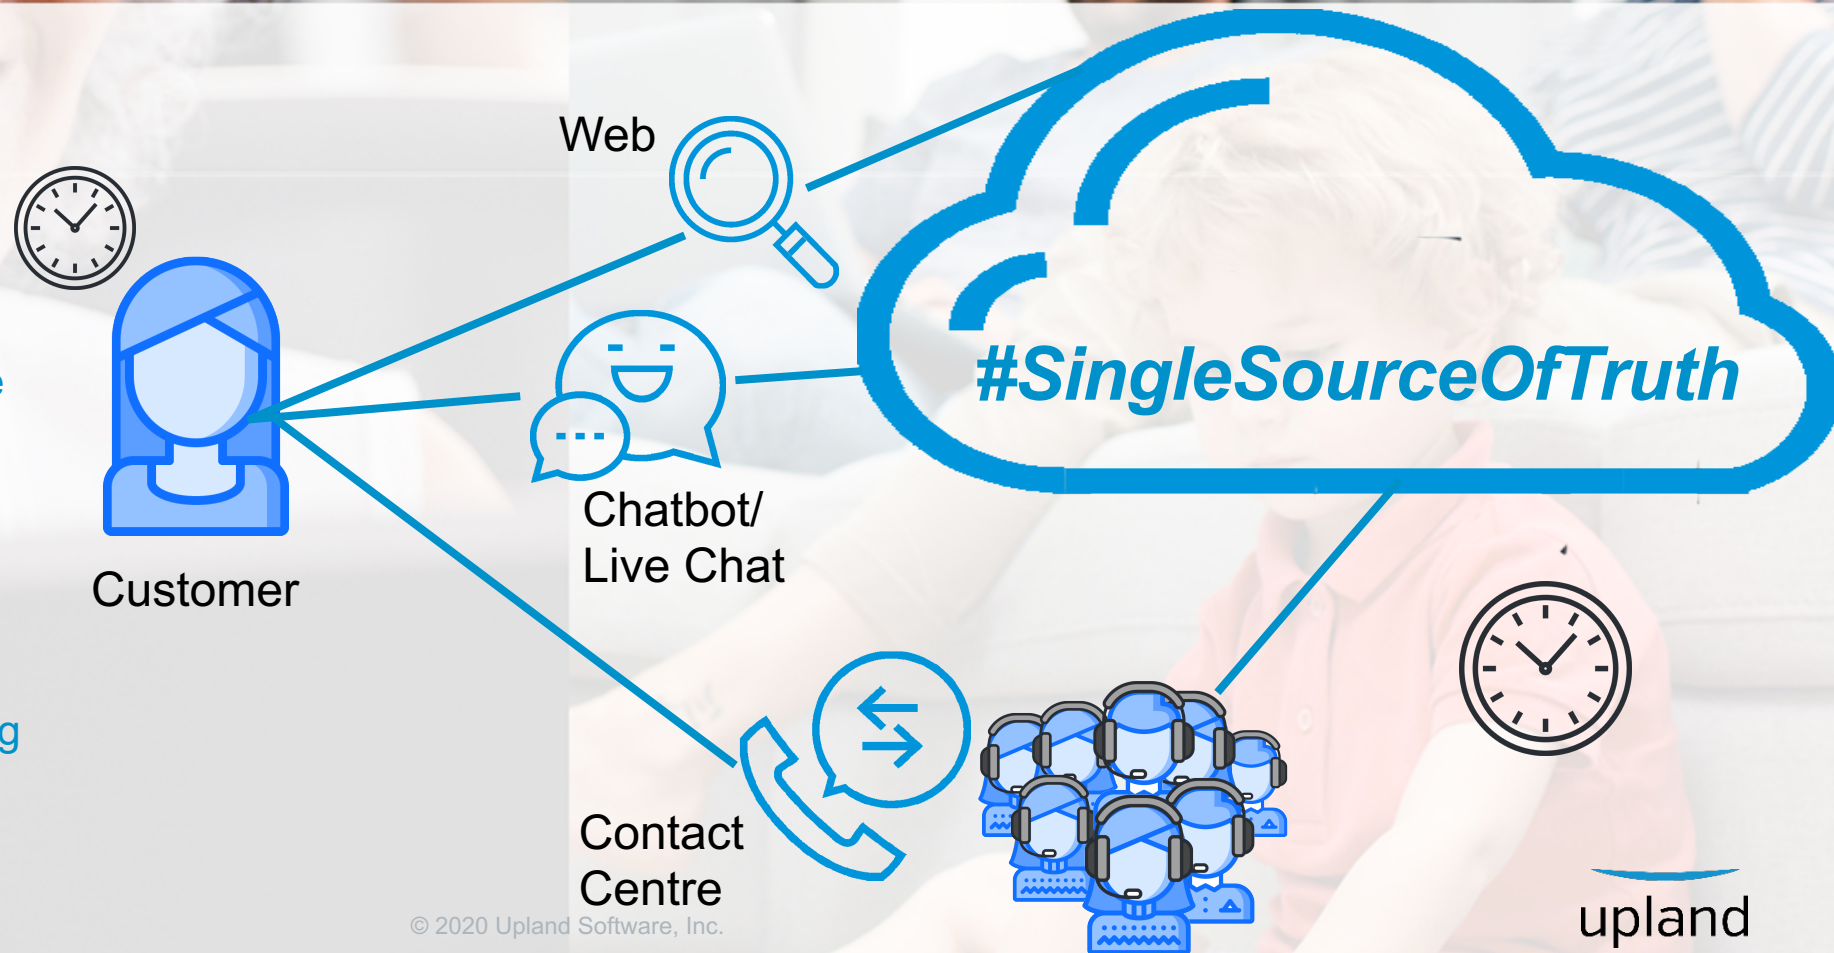 Web
#SingleSourceOfTruth
Chatbot/
Live Chat
Customer
Contact
Centre
© 2020 Upland Software, Inc.
upland